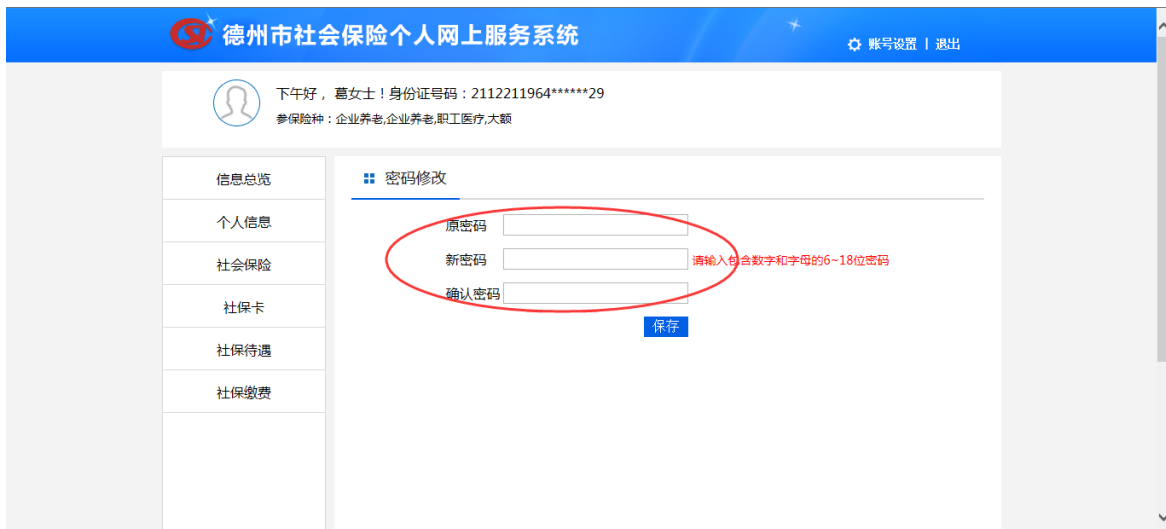 德州市社会保险个人网上服务系统
账号设置 | 退出
下午好， 葛女士！身份证号码：2112211964******29
参保险种：企业养老,企业养老,职工医疗,大额
信息总览
个人信息
社会保险
社保卡
社保待遇
社保缴费
密码修改
原密码
新密码 请输入包含数字和字母的6~18位密码
确认密码
保存